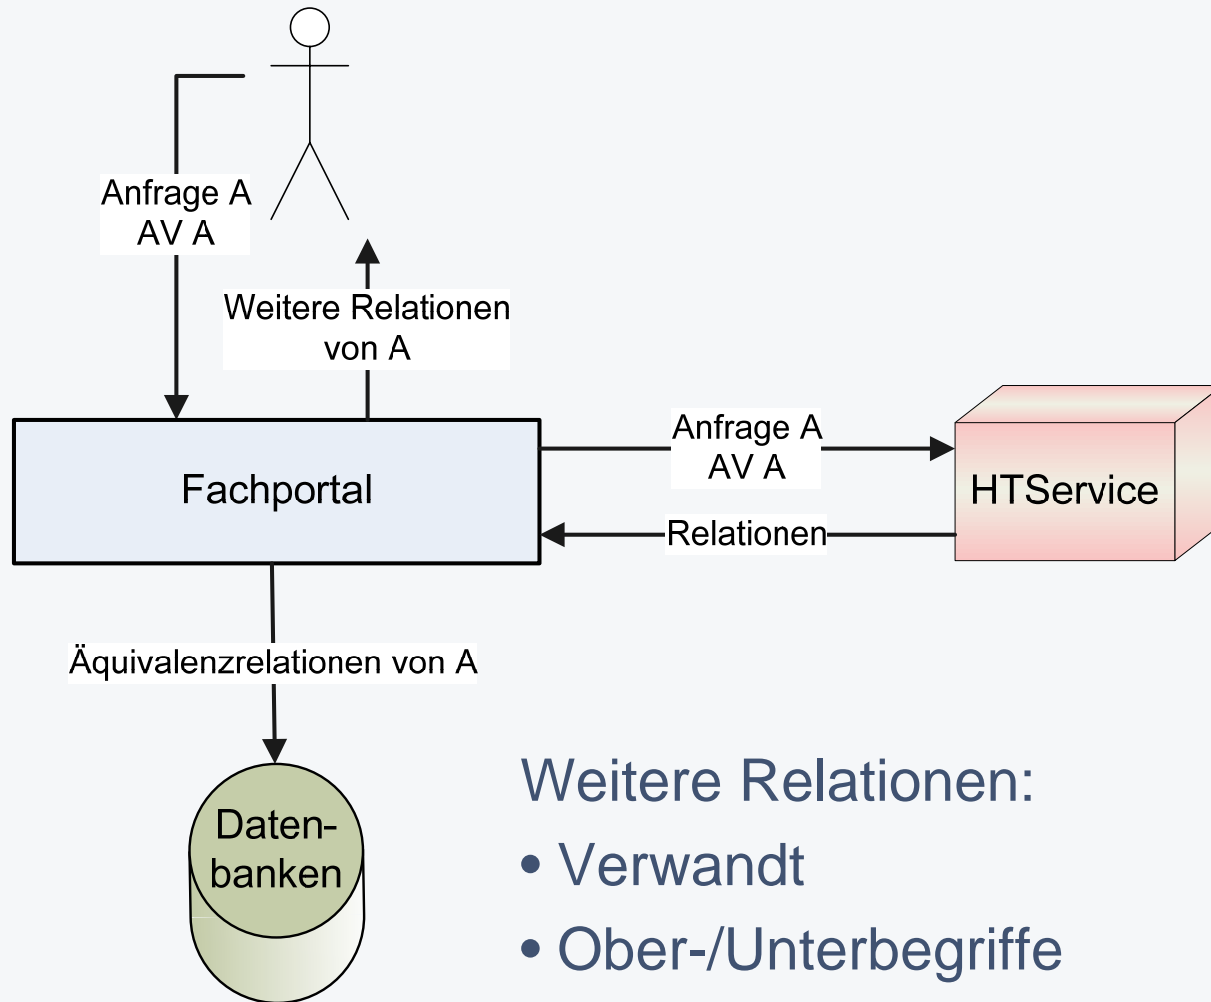 Anfrage A
AV A
Weitere Relationen
von A
Fachportal
Anfrage A
AV A
Relationen
HTService
Äquivalenzrelationen von A
Daten-
banken
Weitere Relationen:
• Verwandt
• Ober-/Unterbegriffe